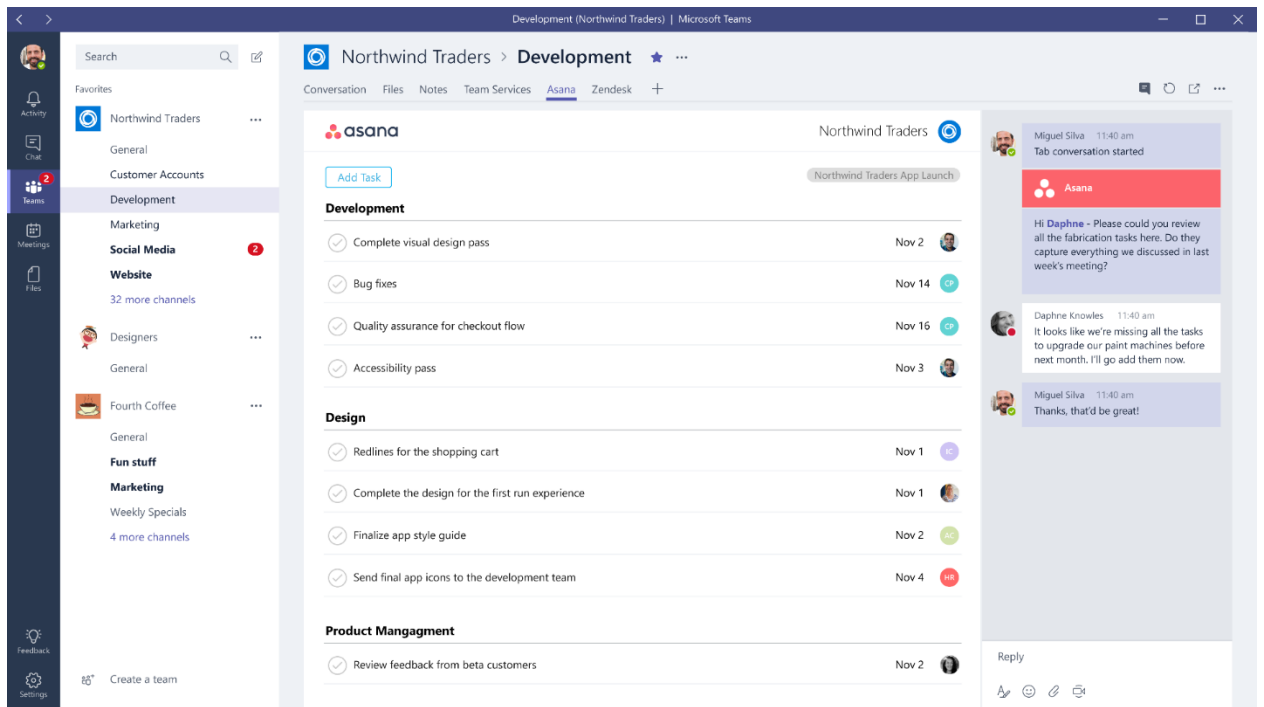 Development (Northwind Traders) | Microsoft Teams
Search
Activity
Chat
2
Teams
Meetings
Files
Feedback
Settings
Favorites
Northwind Traders
General
Customer Accounts
Development
Marketing
Social Media 2
Website
32 more channels
Designers
General
Fourth Coffee
General
Fun stuff
Marketing
Weekly Specials
4 more channels
Create a team
Northwind Traders > Development
Conversation Files Notes Team Services Asana Zendesk
asana
Northwind Traders
Add Task
Northwind Traders App Launch
Development
Complete visual design pass Nov 2
Bug fixes Nov 14 CP
Quality assurance for checkout flow Nov 16 CP
Accessibility pass Nov 3
Design
Redlines for the shopping cart Nov 1 IC
Complete the design for the first run experience Nov 1
Finalize app style guide Nov 2 AC
Send final app icons to the development team Nov 4 HR
Product Mangagment
Review feedback from beta customers Nov 2
Miguel Silva 11:40 am
Tab conversation started
Asana
Hi Daphne - Please could you review
all the fabrication tasks here. Do they
capture everything we discussed in last
week's meeting?
Daphne Knowles 11:40 am
It looks like we're missing all the tasks
to upgrade our paint machines before
next month. I'll go add them now.
Miguel Silva 11:40 am
Thanks, that'd be great!
Reply